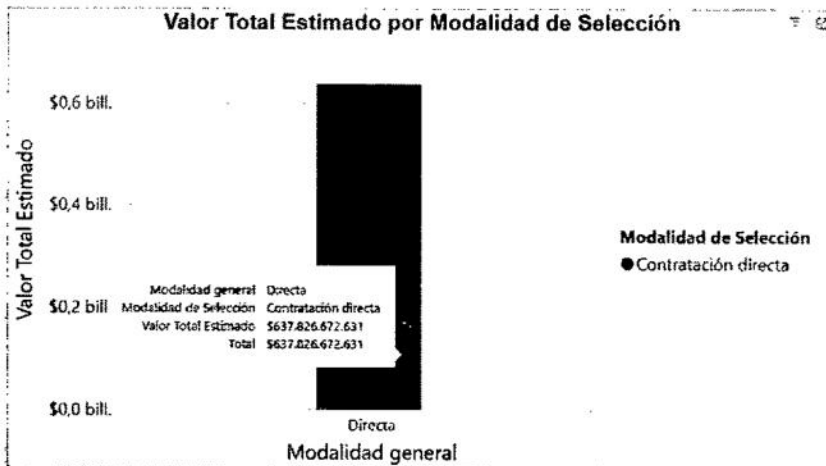 Valor Total Estimado por Modalidad de Selección
$0,6 bill.
$0,4 bill.
$0,2 bill
$0,0 bill.
Valor Total Estimado
Modalidad general Directa
Modalidad de Selección Contratación directa
Valor Total Estimado $637.826.672.631
Total $637.826.672.631
Directa
Modalidad general
Modalidad de Selección
Contratación directa